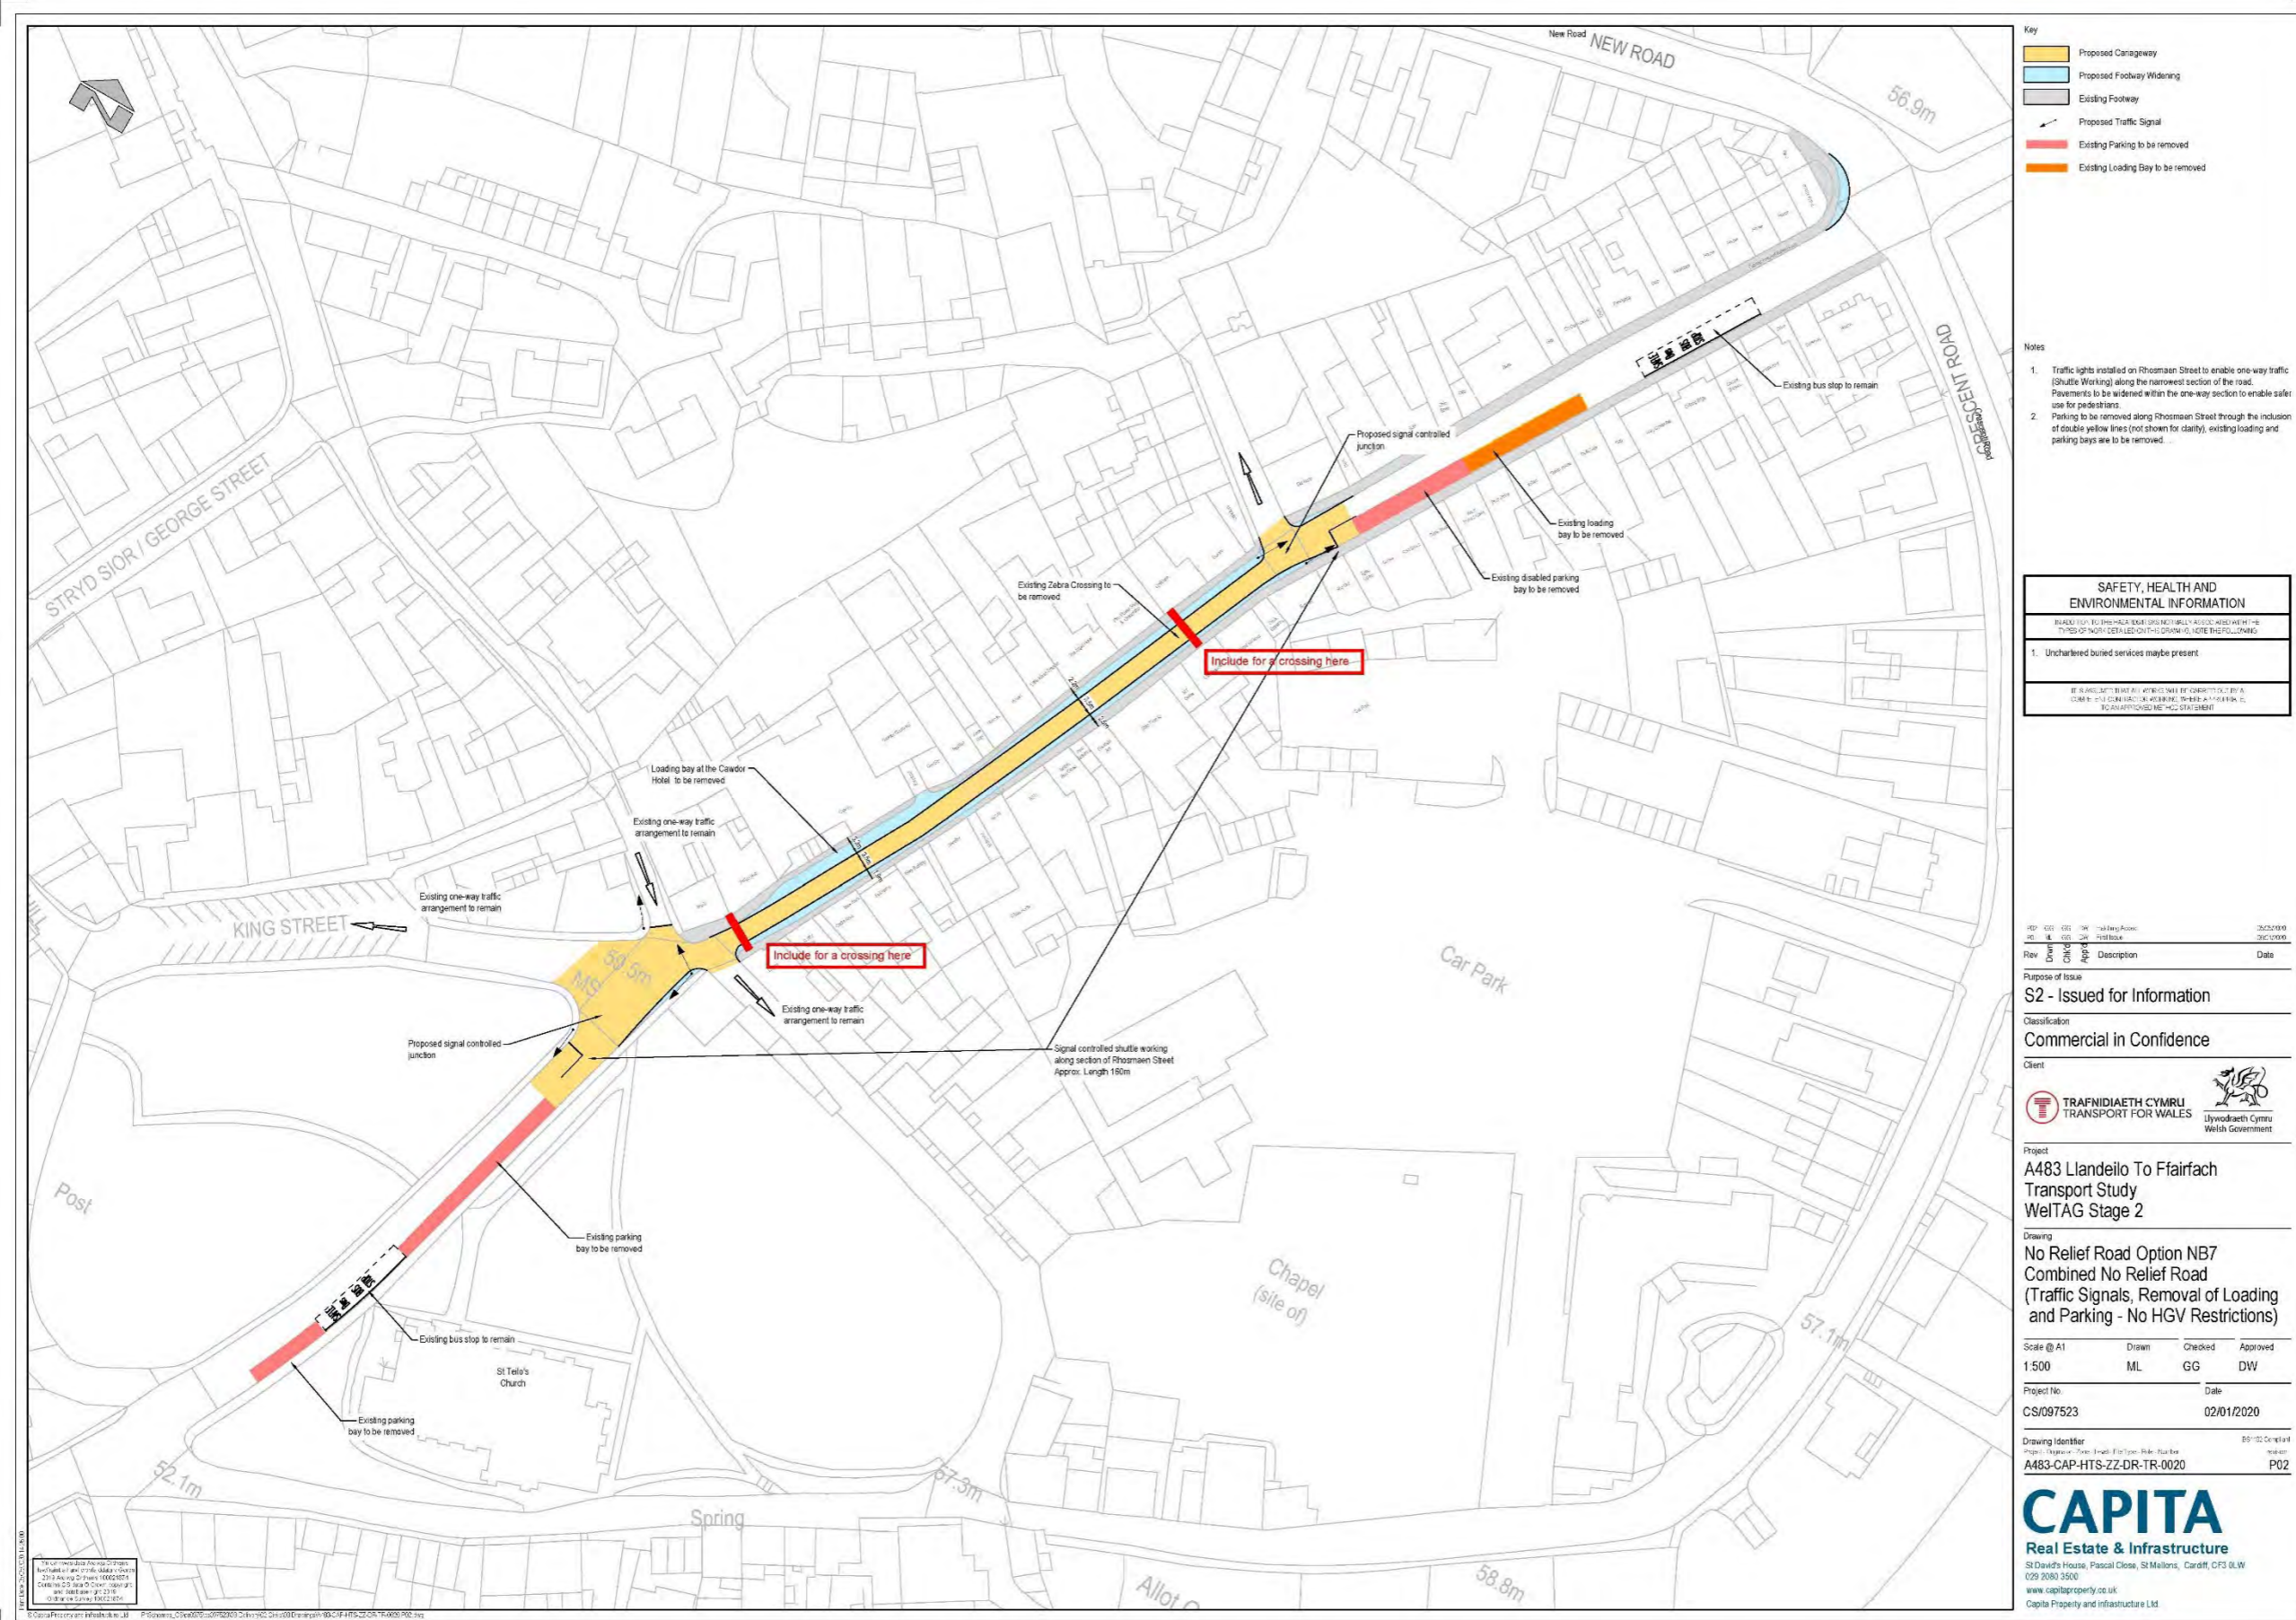 New Road
NEW ROAD
56.9m
CRESCENT ROAD
STRYD SIOR / GEORGE STREET
Existing bus stop to remain
Proposed signal controlled
junction
Existing loading
bay to be removed
Existing disabled parking
bay to be removed
Existing Zebra Crossing to
be removed
Include for a crossing here
Loading bay at the Cawdor
Hotel to be removed
Existing one-way traffic
arrangement to remain
Existing one-way traffic
arrangement to remain
KING STREET
Include for a crossing here
MS
Existing one-way traffic
arrangement to remain
Proposed signal controlled
junction
Signal controlled shuttle working
along section of Rhosmaen Street
Approx. Length 160m
Car Park
Post
Existing parking
bay to be removed
BUS STOP
Existing bus stop to remain
St Teilo's
Church
Existing parking
bay to be removed
Chapel
(site of)
52.1m
57.3m
57.1m
Spring
58.8m
Key
Proposed Carriageway
Proposed Footway Widening
Existing Footway
Proposed Traffic Signal
Existing Parking to be removed
Existing Loading Bay to be removed
Notes
1. Traffic lights installed on Rhosmaen Street to enable one-way traffic
(Shuttle Working) along the narrowest section of the road.
Pavements to be widened within the one-way section to enable safer
use for pedestrians.
2. Parking to be removed along Rhosmaen Street through the inclusion
of double yellow lines (not shown for clarity), existing loading and
parking bays are to be removed.
SAFETY, HEALTH AND
ENVIRONMENTAL INFORMATION
1. Unchartered buried services maybe present
Rev Drawn Chk'd App'd Description Date
Purpose of Issue
S2 - Issued for Information
Classification
Commercial in Confidence
Client
TRAFNIDIAETH CYMRU
TRANSPORT FOR WALES
Llywodraeth Cymru
Welsh Government
Project
A483 Llandeilo To Ffairfach
Transport Study
WelTAG Stage 2
Drawing
No Relief Road Option NB7
Combined No Relief Road
(Traffic Signals, Removal of Loading
and Parking - No HGV Restrictions)
Scale @ A1 Drawn Checked Approved
1:500 ML GG DW
Project No. Date
CS/097523 02/01/2020
Drawing Identifier
A483-CAP-HTS-ZZ-DR-TR-0020 P02
CAPITA
Real Estate & Infrastructure
St David's House, Pascal Close, St Mellons, Cardiff, CF3 0LW
029 2080 3500
www.capitaproperty.co.uk
Capita Property and Infrastructure Ltd